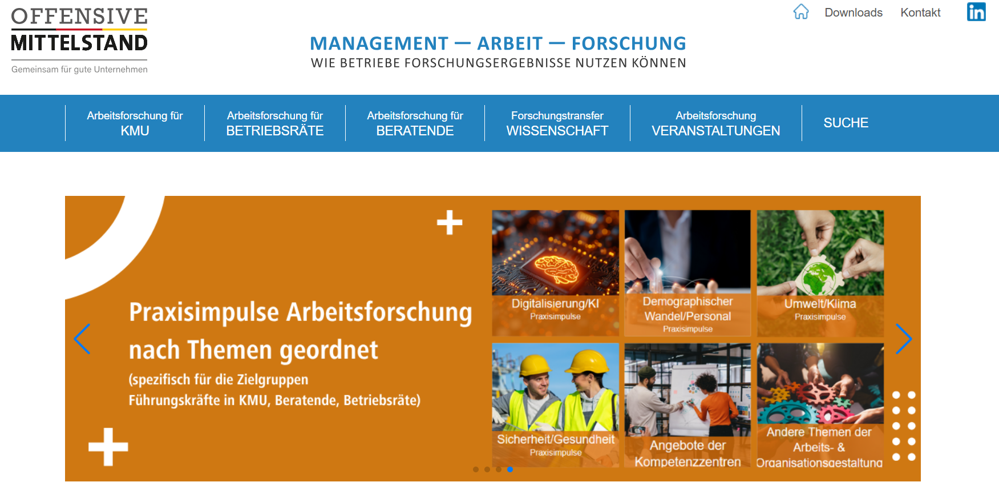 OFFENSIVE
MITTELSTAND
Gemeinsam für gute Unternehmen
Downloads
Kontakt
in
MANAGEMENT — ARBEIT — FORSCHUNG
WIE BETRIEBE FORSCHUNGSERGEBNISSE NUTZEN KÖNNEN
Arbeitsforschung für
KMU
Arbeitsforschung für
BETRIEBSRÄTE
Arbeitsforschung für
BERATENDE
Forschungstransfer
WISSENSCHAFT
Arbeitsforschung
VERANSTALTUNGEN
SUCHE
Praxisimpulse Arbeitsforschung
nach Themen geordnet
(spezifisch für die Zielgruppen
Führungskräfte in KMU, Beratende, Betriebsräte)
Digitalisierung/KI
Praxisimpulse
Demographischer
Wandel/Personal
Praxisimpulse
Umwelt/Klima
Praxisimpulse
Sicherheit/Gesundheit
Praxisimpulse
Angebote der
Kompetenzzentren
Andere Themen der
Arbeits- &
Organisationsgestaltung